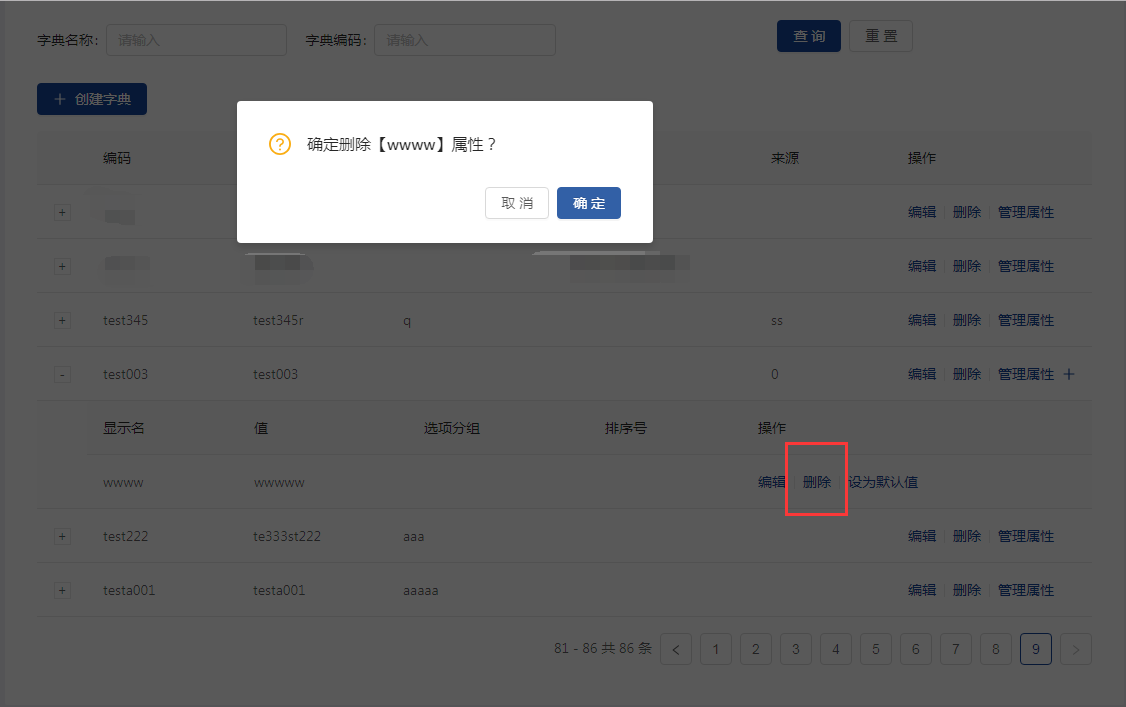 字典名称: 请输入 字典编码: 请输入 查 询 重 置
+ 创建字典
确定删除【wwww】属性？
取 消 确 定
编码 来源 操作
+ 编辑 删除 管理属性
+ 编辑 删除 管理属性
+ test345 test345r q ss 编辑 删除 管理属性
- test003 test003 0 编辑 删除 管理属性 +
显示名 值 选项分组 排序号 操作
wwww wwwww 编辑 删除 设为默认值
+ test222 te333st222 aaa 编辑 删除 管理属性
+ testa001 testa001 aaaaa 编辑 删除 管理属性
81 - 86 共 86 条 < 1 2 3 4 5 6 7 8 9 >